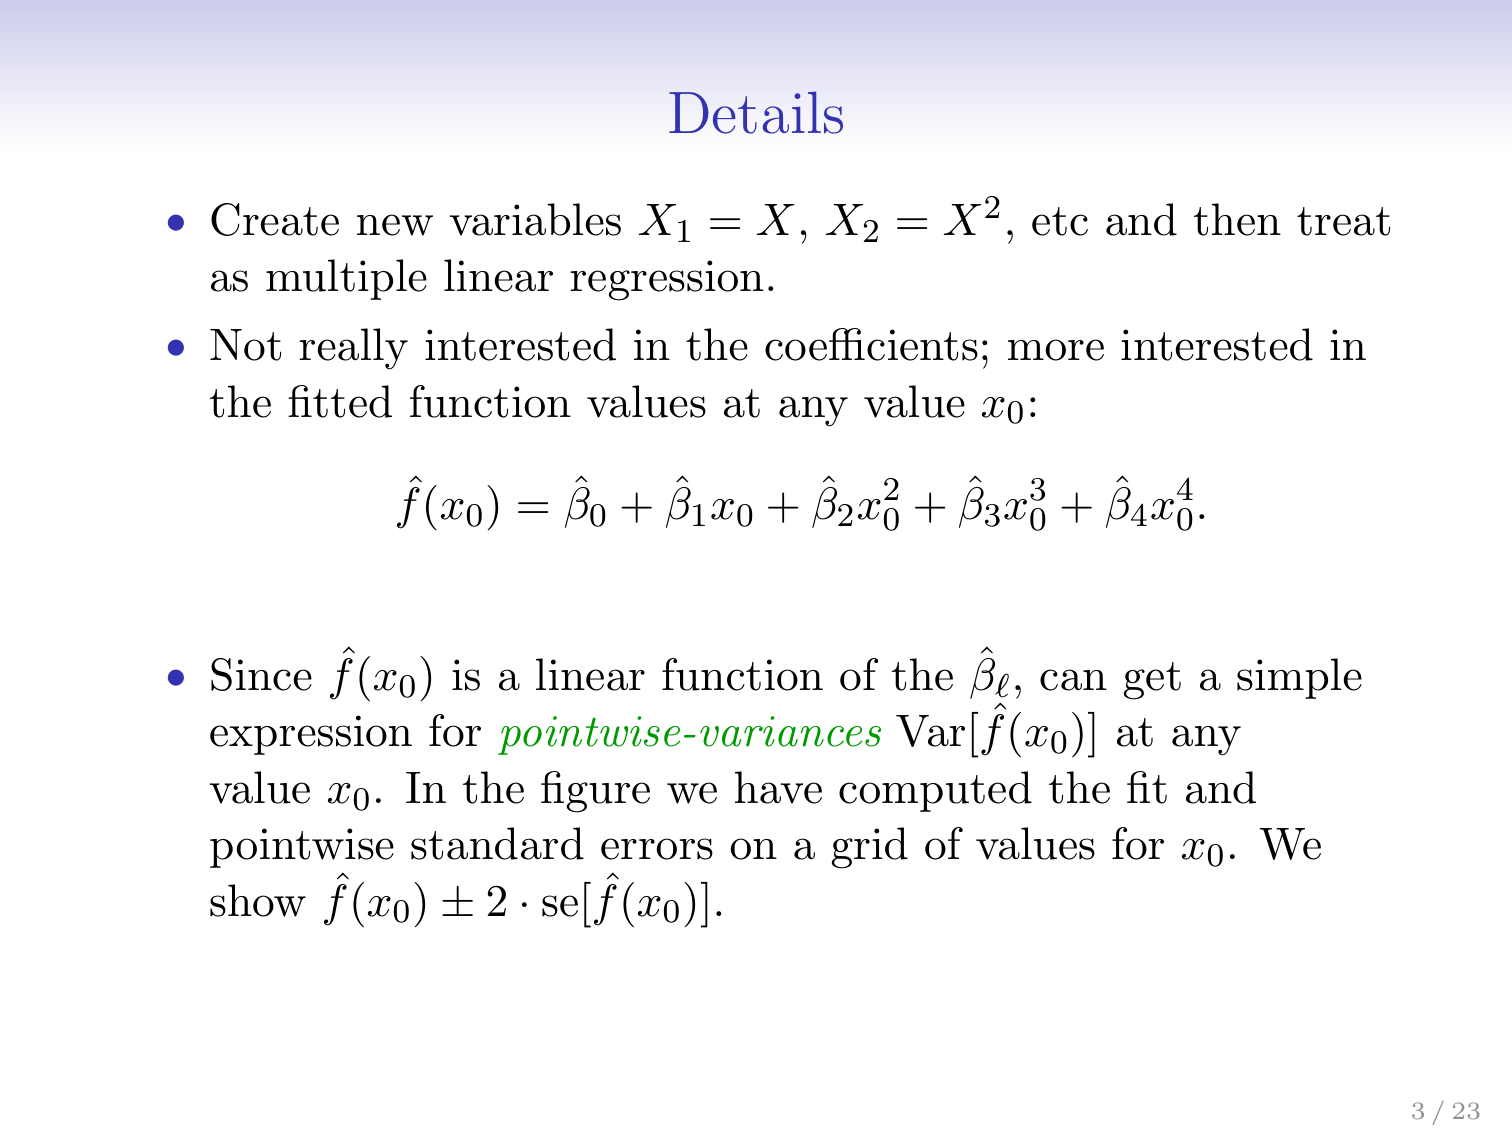 Details
• Create new variables X₁ = X, X₂ = X², etc and then treat
as multiple linear regression.
• Not really interested in the coefficients; more interested in
the fitted function values at any value x₀:
f̂(x₀) = β̂₀ + β̂₁x₀ + β̂₂x₀² + β̂₃x₀³ + β̂₄x₀⁴.
• Since f̂(x₀) is a linear function of the β̂_ℓ, can get a simple
expression for pointwise-variances Var[f̂(x₀)] at any
value x₀. In the figure we have computed the fit and
pointwise standard errors on a grid of values for x₀. We
show f̂(x₀) ± 2 · se[f̂(x₀)].
3 / 23